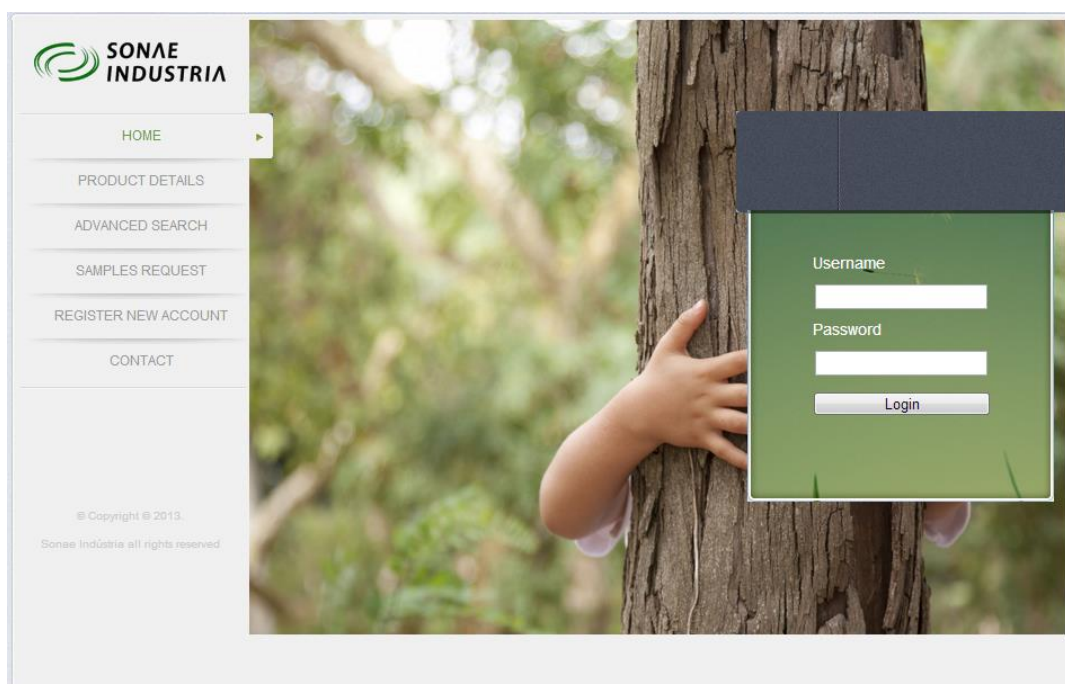 SONAE
INDUSTRIA
HOME
PRODUCT DETAILS
ADVANCED SEARCH
SAMPLES REQUEST
REGISTER NEW ACCOUNT
CONTACT
© Copyright © 2013.
Sonae Indústria all rights reserved
Username
Password
Login